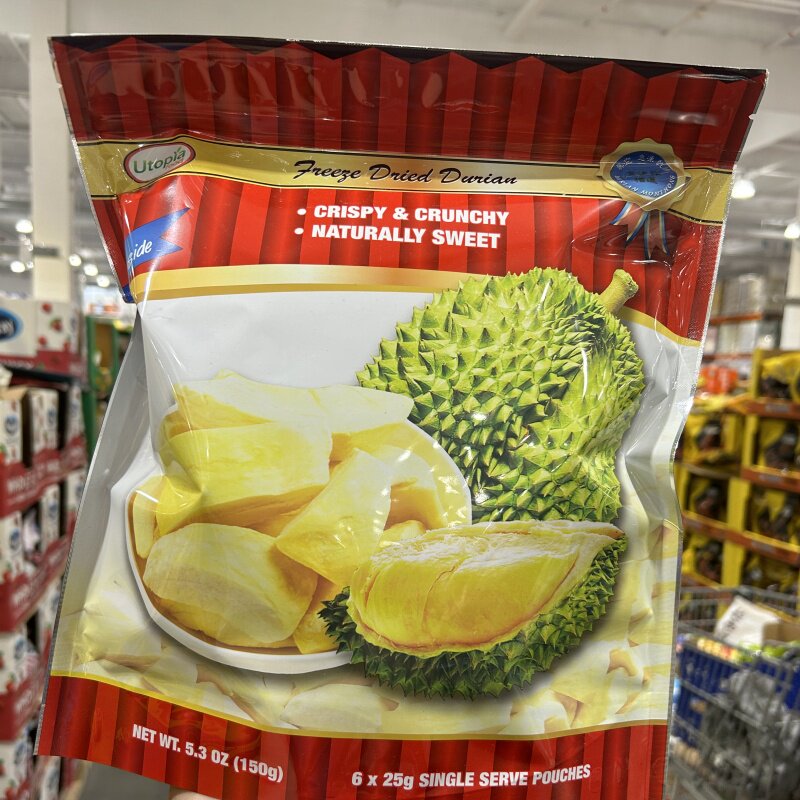 Utopia
Freeze Dried Durian
• CRISPY & CRUNCHY
• NATURALLY SWEET
NET WT. 5.3 OZ (150g)
6 x 25g SINGLE SERVE POUCHES